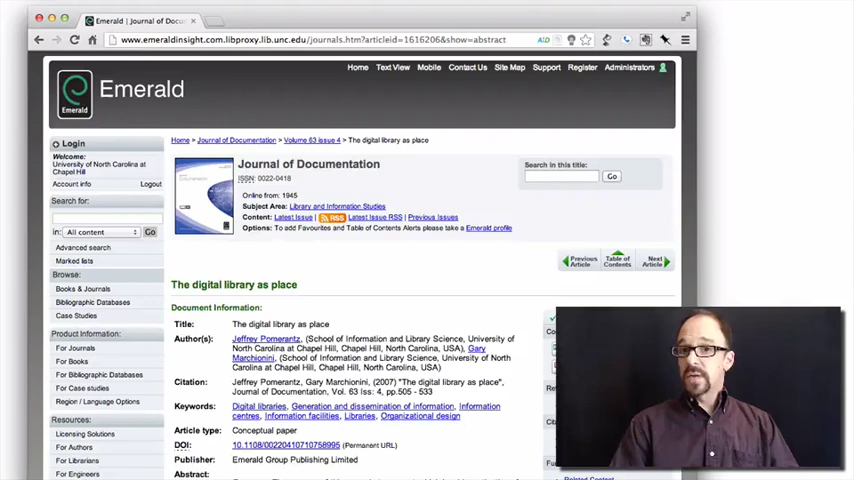 Emerald | Journal of Docu
www.emeraldinsight.com.libproxy.lib.unc.edu/journals.htm?articleid=1616206&show=abstract
Home Text View Mobile Contact Us Site Map Support Register Administrators
Emerald
Emerald
Login
Welcome:
University of North Carolina at
Chapel Hill
Account info Logout
Search for:
in: All content Go
Advanced search
Marked lists
Browse:
Books & Journals
Bibliographic Databases
Case Studies
Product Information:
For Journals
For Books
For Bibliographic Databases
For Case studies
Region / Language Options
Resources:
Licensing Solutions
For Authors
For Librarians
For Engineers
Home > Journal of Documentation > Volume 63 issue 4 > The digital library as place
Journal of Documentation
ISSN: 0022-0418
Online from: 1945
Subject Area: Library and Information Studies
Content: Latest Issue | RSS Latest Issue RSS | Previous Issues
Options: To add Favourites and Table of Contents Alerts please take a Emerald profile
Search in this title:
Go
Previous Article
Table of Contents
Next Article
The digital library as place
Document Information:
Title: The digital library as place
Author(s): Jeffrey Pomerantz, (School of Information and Library Science, University of
North Carolina at Chapel Hill, Chapel Hill, North Carolina, USA), Gary
Marchionini, (School of Information and Library Science, University of North
Carolina at Chapel Hill, Chapel Hill, North Carolina, USA)
Citation: Jeffrey Pomerantz, Gary Marchionini, (2007) "The digital library as place",
Journal of Documentation, Vol. 63 Iss: 4, pp.505 - 533
Keywords: Digital libraries, Generation and dissemination of information, Information
centres, Information facilities, Libraries, Organizational design
Article type: Conceptual paper
DOI: 10.1108/00220410710758995 (Permanent URL)
Publisher: Emerald Group Publishing Limited
Abstract:
Related Content